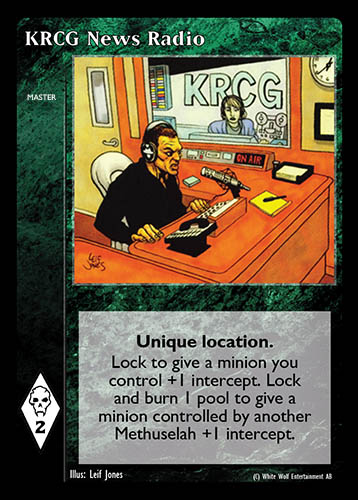 KRCG News Radio
MASTER
KRCG
ON AIR
LEIF
JONES
Unique location.
Lock to give a minion you
control +1 intercept. Lock
and burn 1 pool to give a
minion controlled by another
Methuselah +1 intercept.
2
Illus: Leif Jones
(C) White Wolf Entertainment AB